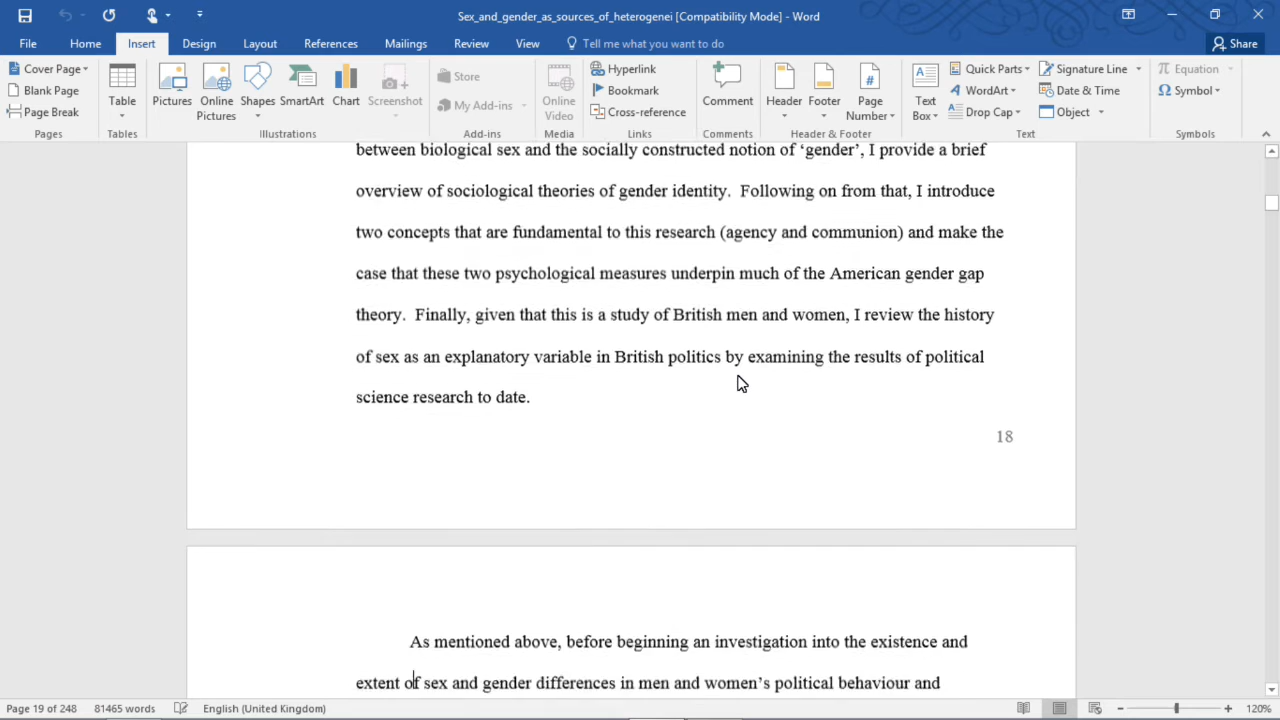 Sex_and_gender_as_sources_of_heterogenei [Compatibility Mode] - Word
File Home Insert Design Layout References Mailings Review View Tell me what you want to do Share
Cover Page
Blank Page
Page Break
Pages
Table
Tables
Pictures
Online Pictures
Shapes
SmartArt
Chart
Screenshot
Illustrations
Store
My Add-ins
Add-ins
Online Video
Media
Hyperlink
Bookmark
Cross-reference
Links
Comment
Comments
Header
Footer
Page Number
Header & Footer
Text Box
Quick Parts
WordArt
Drop Cap
Signature Line
Date & Time
Object
Text
Equation
Symbol
Symbols
between biological sex and the socially constructed notion of ‘gender’, I provide a brief
overview of sociological theories of gender identity.  Following on from that, I introduce
two concepts that are fundamental to this research (agency and communion) and make the
case that these two psychological measures underpin much of the American gender gap
theory.  Finally, given that this is a study of British men and women, I review the history
of sex as an explanatory variable in British politics by examining the results of political
science research to date.
18
As mentioned above, before beginning an investigation into the existence and
extent of sex and gender differences in men and women’s political behaviour and
Page 19 of 248 81465 words English (United Kingdom) 120%